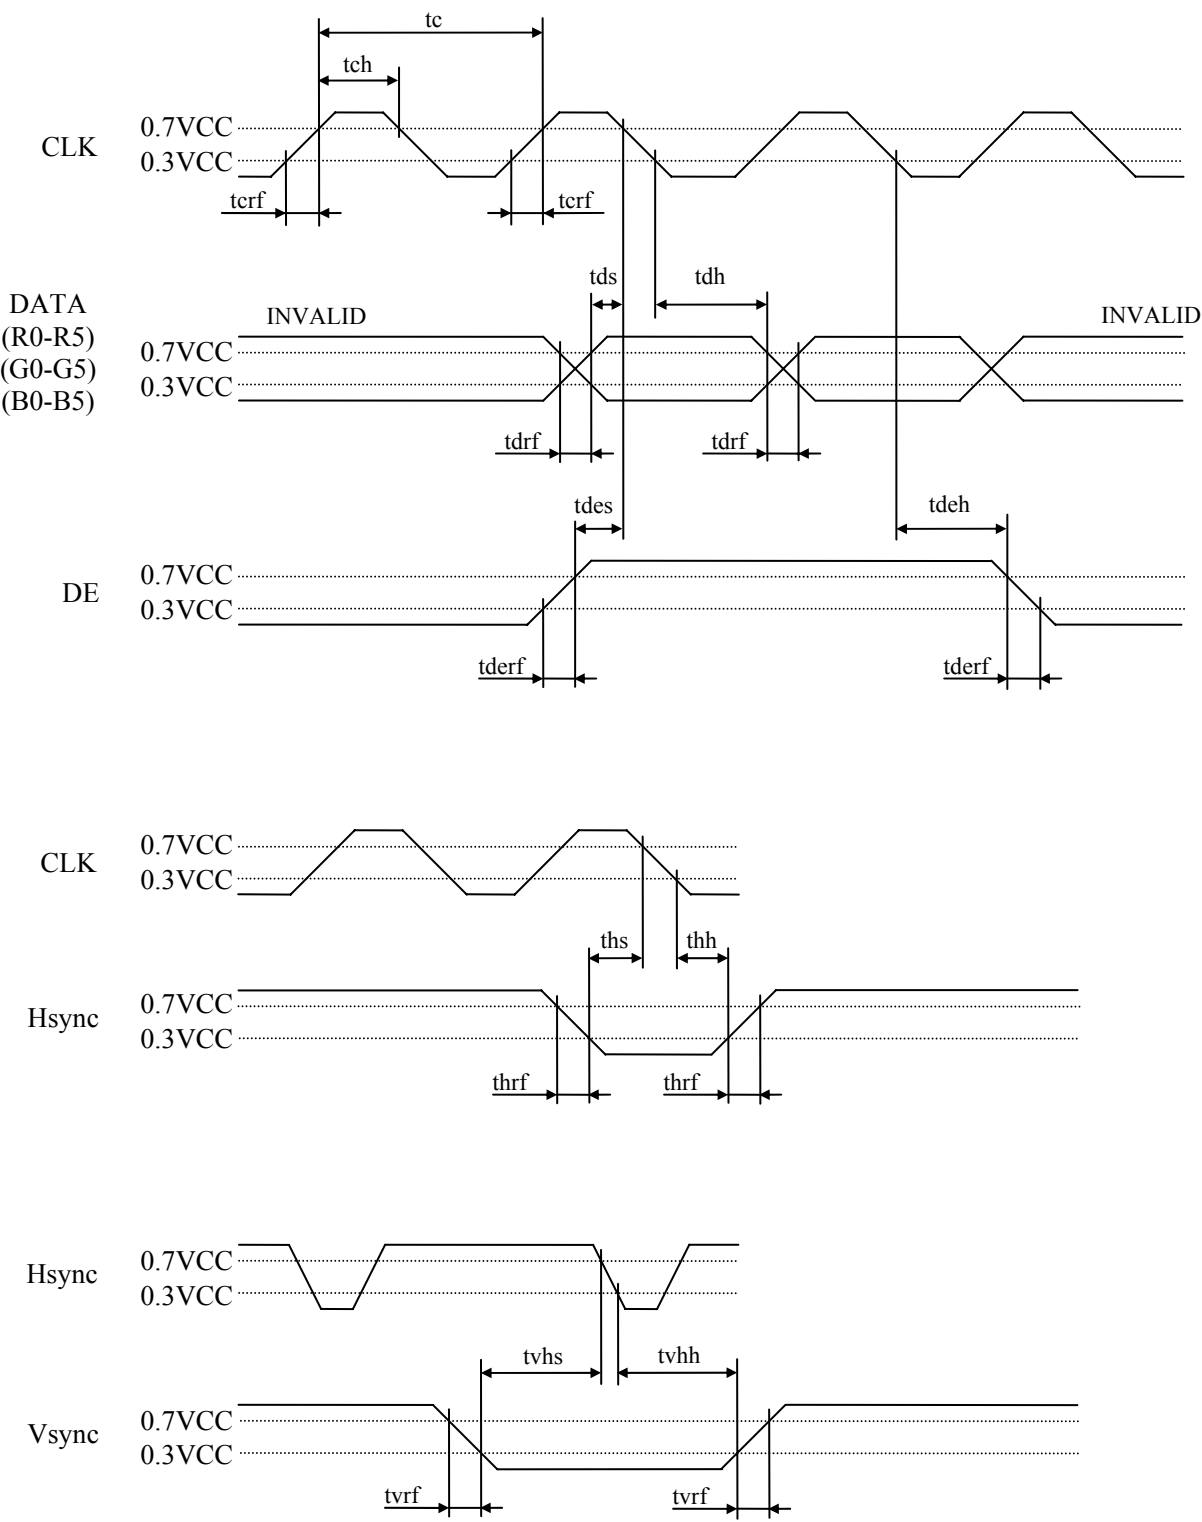 tc
tch
CLK
0.7VCC
0.3VCC
tcrf
tcrf
tds
tdh
DATA
(R0-R5)
(G0-G5)
(B0-B5)
INVALID
INVALID
0.7VCC
0.3VCC
tdrf
tdrf
tdes
tdeh
DE
0.7VCC
0.3VCC
tderf
tderf
CLK
0.7VCC
0.3VCC
ths
thh
Hsync
0.7VCC
0.3VCC
thrf
thrf
Hsync
0.7VCC
0.3VCC
tvhs
tvhh
Vsync
0.7VCC
0.3VCC
tvrf
tvrf